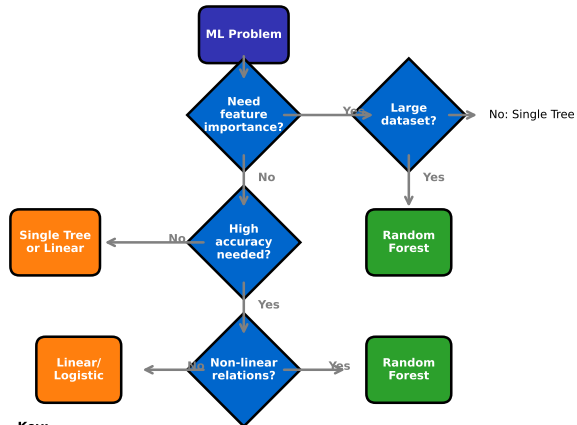 ML Problem
Need
feature
importance?
Yes
Large
dataset?
No: Single Tree
No
Yes
Single Tree
or Linear
No
High
accuracy
needed?
Random
Forest
Yes
Linear/
Logistic
No
Non-linear
relations?
Yes
Random
Forest